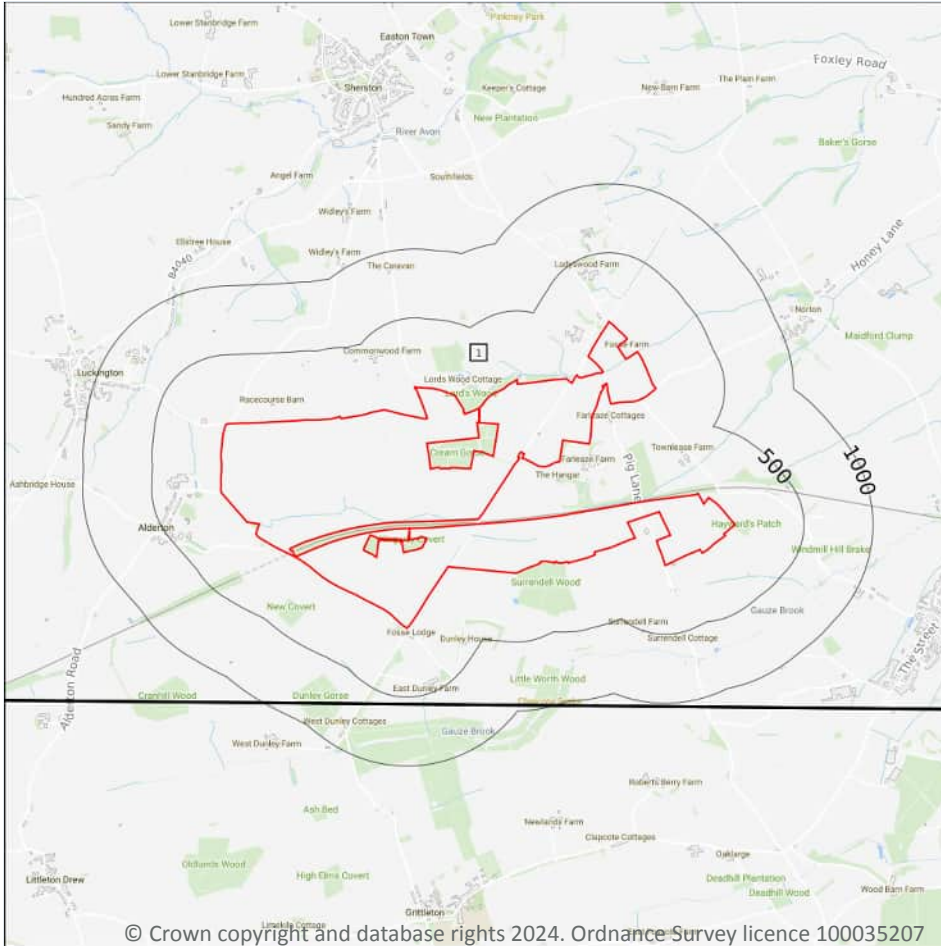 Pinkney Park
Lower Stanbridge Farm
Easton Town
Foxley Road
Lower Stanbridge Farm
The Plain Farm
Sherston
Keeper's Cottage
New Barn Farm
Hundred Acres Farm
New Plantation
Sandy Farm
River Avon
Baker's Gorse
Angel Farm
Southfields
Widley's Farm
Elistree House
Widley's Farm
Honey Lane
B4040
The Caravan
Ladyswood Farm
Norton
Maidford Clump
Commonwood Farm
1
Fosse Farm
Luckington
Lords Wood Cottage
Lord's Wood
Racecourse Barn
Farleaze Cottages
Cream Gorse
Townlease Farm
Farleaze Farm
Pig Lane
500
1000
Ashbridge House
The Hangar
Alderton
Hayward's Patch
Covert
Windmill Hill Brake
Surrendell Wood
New Covert
Gauze Brook
Surrendell Farm
Fosse Lodge
Dunley House
Surrendell Cottage
The Street
Alderton Road
Little Worth Wood
Cranhill Wood
Dunley Gorse
East Dunley Farm
West Dunley Cottages
Gauze Brook
West Dunley Farm
Roberts Berry Farm
Ash Bed
Newlands Farm
Clapcote Cottages
Oaklarge
Oldlands Wood
Littleton Drew
High Elms Covert
Deadhill Plantation
Deadhill Wood
Wood Barn Farm
Grittleton
Limekiln Cottage
© Crown copyright and database rights 2024. Ordnance Survey licence 100035207